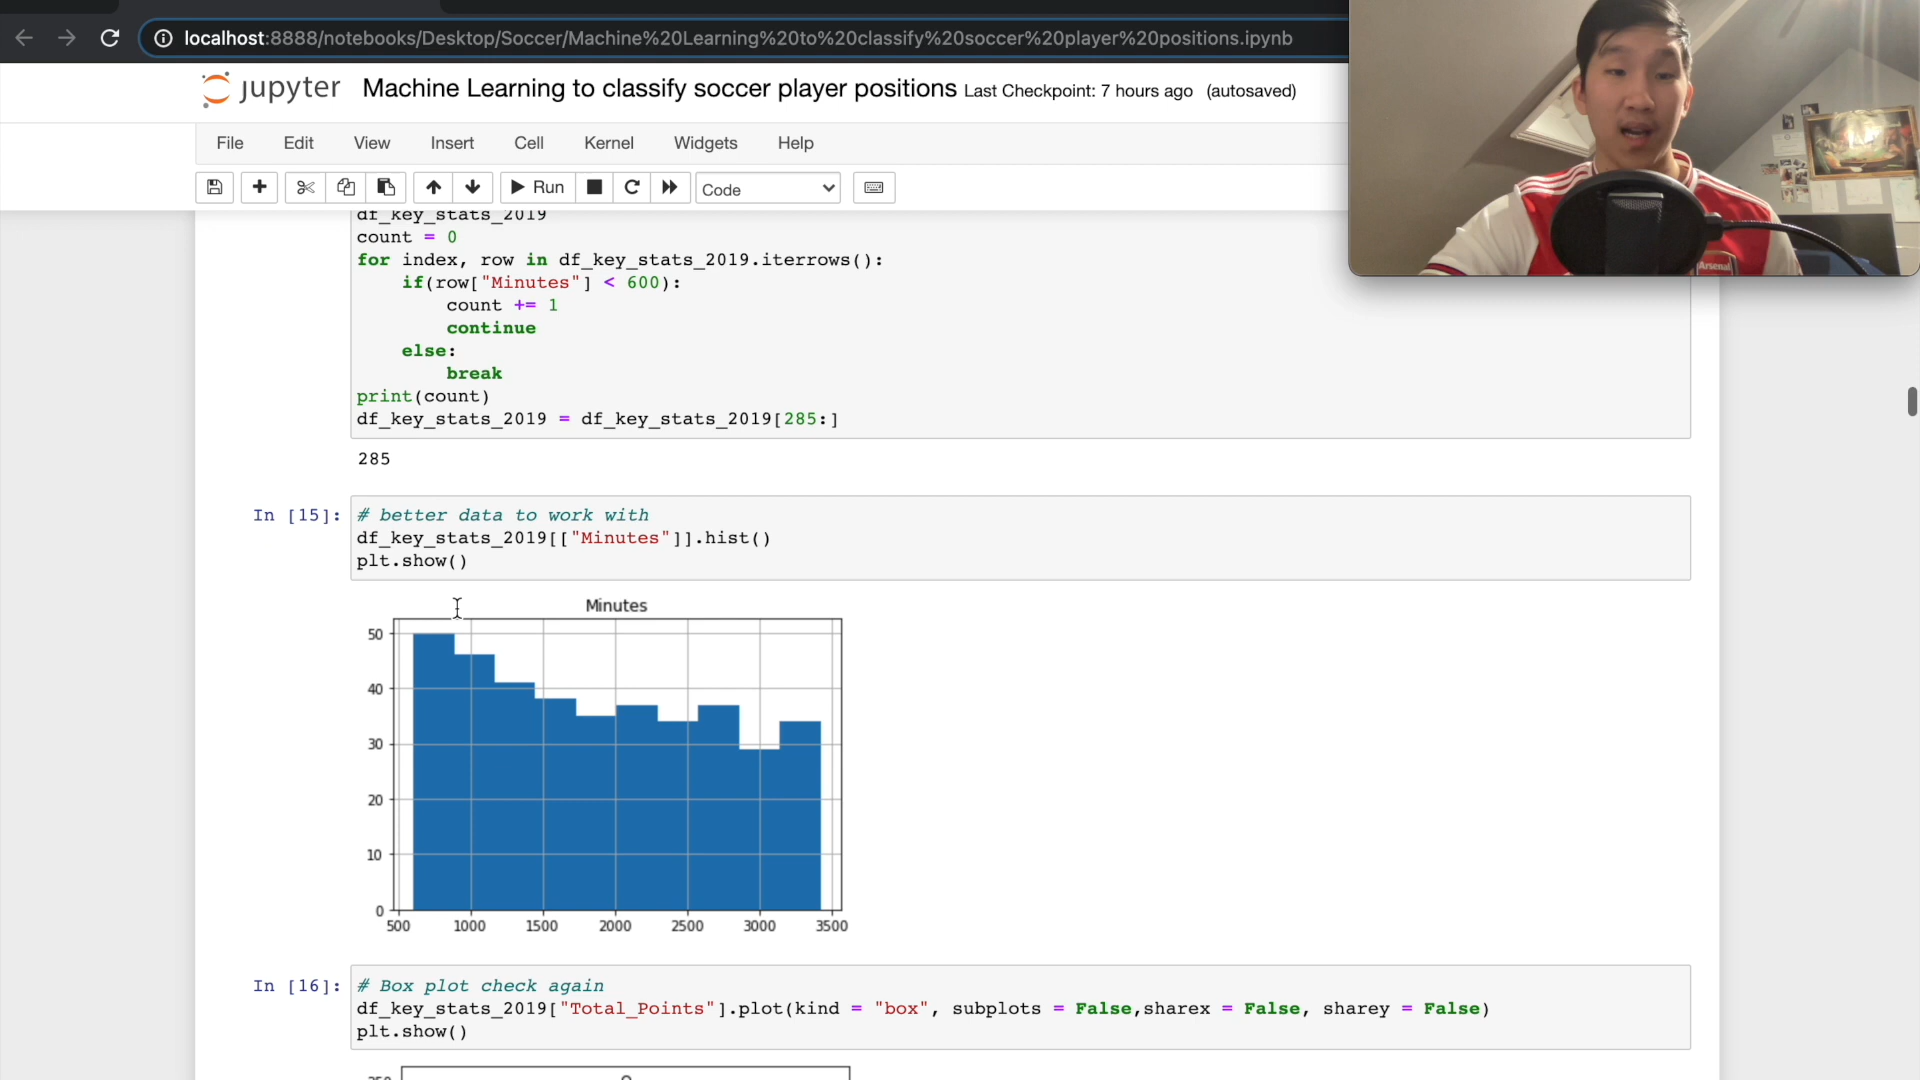 localhost:8888/notebooks/Desktop/Soccer/Machine%20Learning%20to%20classify%20soccer%20player%20positions.ipynb
jupyter Machine Learning to classify soccer player positions Last Checkpoint: 7 hours ago (autosaved)
File Edit View Insert Cell Kernel Widgets Help
Run Code
df_key_stats_2019
count = 0
for index, row in df_key_stats_2019.iterrows():
if(row["Minutes"] < 600):
count += 1
continue
else:
break
print(count)
df_key_stats_2019 = df_key_stats_2019[285:]
285
In [15]: # better data to work with
df_key_stats_2019[["Minutes"]].hist()
plt.show()
Minutes
50
40
30
20
10
0
500 1000 1500 2000 2500 3000 3500
In [16]: # Box plot check again
df_key_stats_2019["Total_Points"].plot(kind = "box", subplots = False,sharex = False, sharey = False)
plt.show()
Arsenal